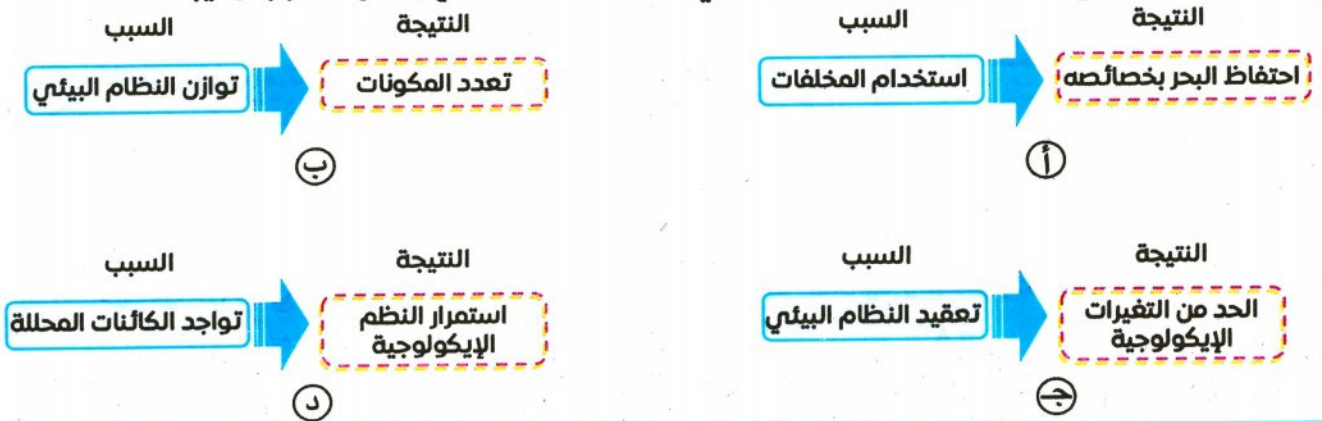 النتيجة السبب
احتفاظ البحر بخصائصه استخدام المخلفات
أ
النتيجة السبب
تعدد المكونات توازن النظام البيئي
ب
النتيجة السبب
الحد من التغيرات
الإيكولوجية
تعقيد النظام البيئي
جـ
النتيجة السبب
استمرار النظم
الإيكولوجية
تواجد الكائنات المحللة
د